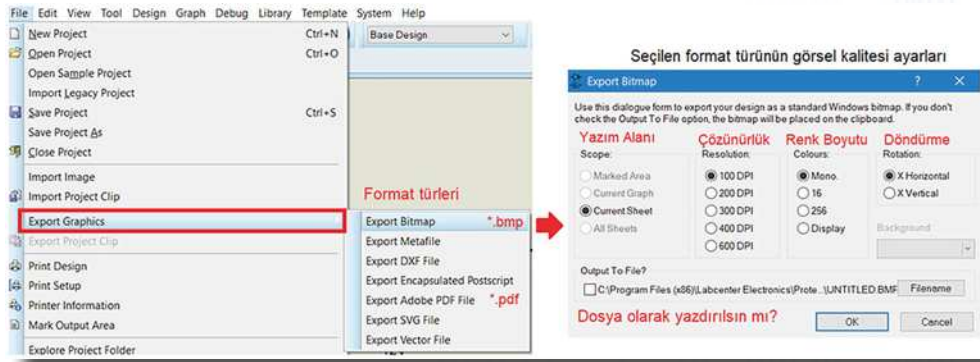 File Edit View Tool Design Graph Debug Library Template System Help
New Project Ctrl+N
Open Project Ctrl+O
Open Sample Project
Import Legacy Project
Save Project Ctrl+S
Save Project As
Close Project
Import Image
Import Project Clip
Export Graphics
Export Project Clip
Print Design
Print Setup
Printer Information
Mark Output Area
Explore Project Folder
Base Design
Format türleri
Export Bitmap *.bmp
Export Metafile
Export DXF File
Export Encapsulated Postscript
Export Adobe PDF File *.pdf
Export SVG File
Export Vector File
Seçilen format türünün görsel kalitesi ayarları
Export Bitmap ? ×
Use this dialogue form to export your design as a standard Windows bitmap. If you don't
check the Output To File option, the bitmap will be placed on the clipboard.
Yazım Alanı Çözünürlük Renk Boyutu Döndürme
Scope: Resolution: Colours: Rotation:
Marked Area 100 DPI Mono. X Horizontal
Current Graph 200 DPI 16 X Vertical
Current Sheet 300 DPI 256
All Sheets 400 DPI Display Background
600 DPI
Output To File?
C:\Program Files (x86)\Labcenter Electronics\Prote...\UNTITLED.BMP Filename
Dosya olarak yazdırılsın mı? OK Cancel